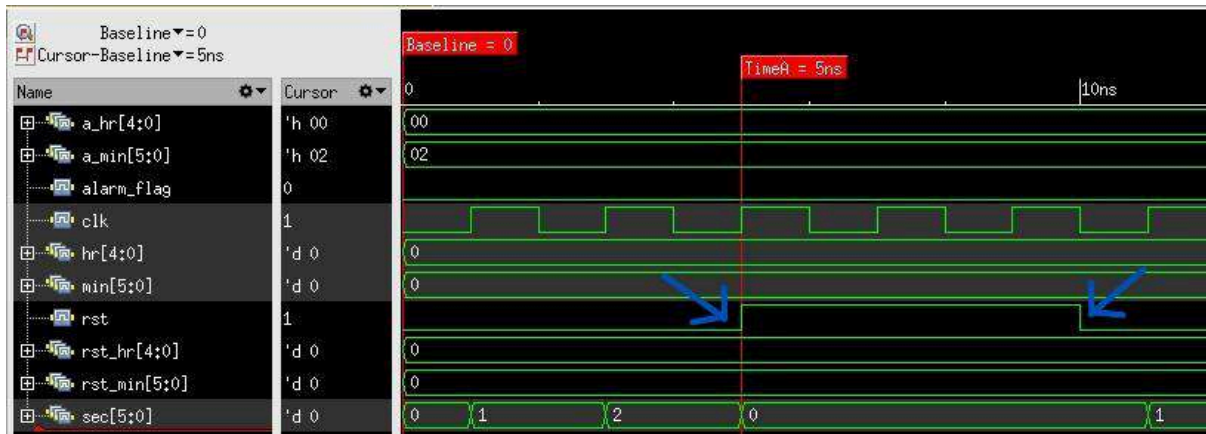 Baseline▼=0
Cursor-Baseline▼=5ns
Baseline = 0
TimeA = 5ns
Name Cursor 0 10ns
a_hr[4:0] 'h 00 00
a_min[5:0] 'h 02 02
alarm_flag 0
clk 1
hr[4:0] 'd 0 0
min[5:0] 'd 0 0
rst 1
rst_hr[4:0] 'd 0 0
rst_min[5:0] 'd 0 0
sec[5:0] 'd 0 0 1 2 0 1